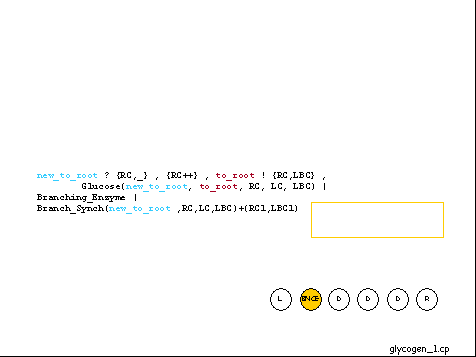 new_to_root ? {RC,_} , {RC++} , to_root ! {RC,LBC} ,
Glucose(new_to_root, to_root, RC, LC, LBC) |
Branching_Enzyme |
Branch_Synch(new_to_root ,RC,LC,LBC)+(RC1,LBC1)
L BNCE D D D R
glycogen_1.cp